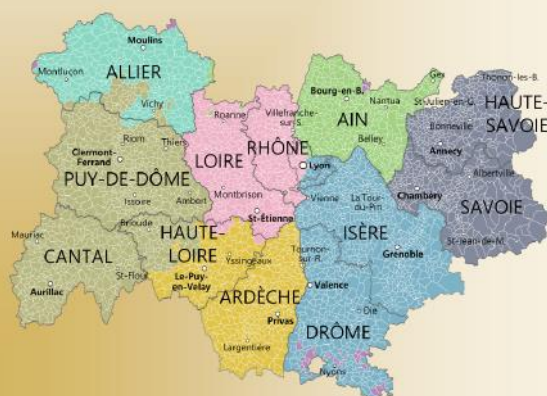 Moulins
Montluçon
ALLIER
Vichy
Gex
Thonon-les-B.
Bourg-en-B.
Nantua
St-Julien-en-G.
HAUTE-
SAVOIE
Roanne
Villefranche-
sur-S.
AIN
Bonneville
Riom
Thiers
Clermont-
Ferrand
LOIRE
RHÔNE
Belley
Annecy
Lyon
Albertville
PUY-DE-DÔME
Montbrison
Vienne
La Tour-
du-Pin
Chambéry
SAVOIE
Issoire
Ambert
St-Étienne
Brioude
HAUTE-
LOIRE
ISÈRE
Mauriac
Yssingeaux
Tournon-
sur-R.
Grenoble
St-Jean-de-M.
CANTAL
St-Flour
Le-Puy-
en-Velay
Aurillac
ARDÈCHE
Valence
Privas
Die
DRÔME
Largentière
Nyons